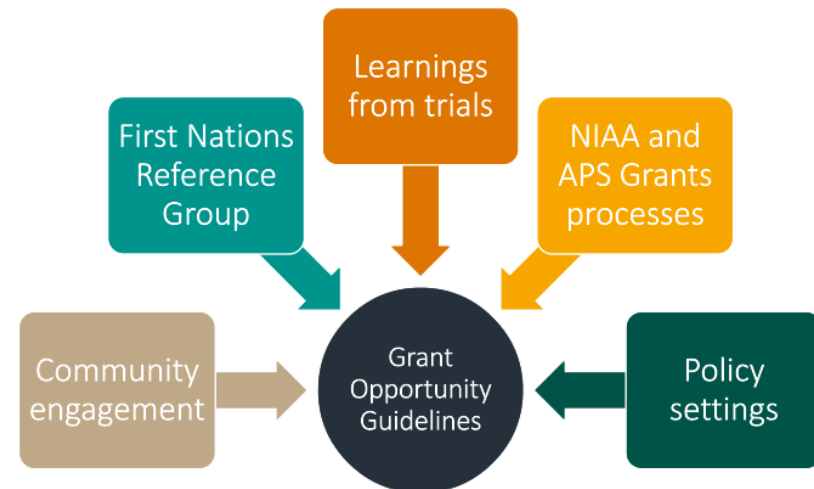 Learnings
from trials
First Nations
Reference
Group
NIAA and
APS Grants
processes
Community
engagement
Grant
Opportunity
Guidelines
Policy
settings